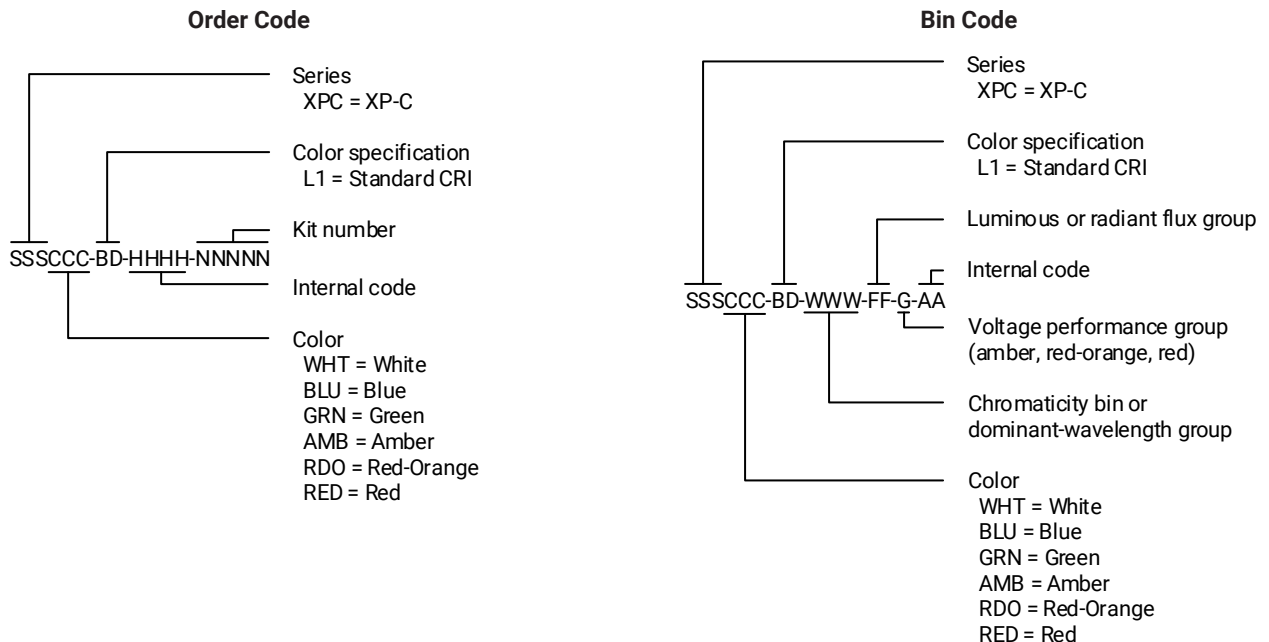 Order Code
Series
XPC = XP-C
Color specification
L1 = Standard CRI
Kit number
SSSCCC-BD-HHHH-NNNNN
Internal code
Color
WHT = White
BLU = Blue
GRN = Green
AMB = Amber
RDO = Red-Orange
RED = Red
Bin Code
Series
XPC = XP-C
Color specification
L1 = Standard CRI
Luminous or radiant flux group
Internal code
SSSCCC-BD-WWW-FF-G-AA
Voltage performance group
(amber, red-orange, red)
Chromaticity bin or
dominant-wavelength group
Color
WHT = White
BLU = Blue
GRN = Green
AMB = Amber
RDO = Red-Orange
RED = Red